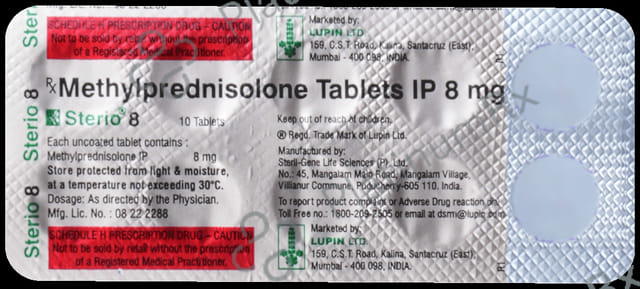 Mfg. Lic. No. : 08 22 2288
SCHEDULE H PRESCRIPTION DRUG - CAUTION
Not to be sold by retail without the prescription
of a Registered Medical Practitioner.
Marketed by:
LUPIN LTD.
159, C.S.T. Road, Kalina, Santacruz (East),
Mumbai - 400 098, INDIA.
Rx Methylprednisolone Tablets IP 8 mg
Sterio® 8
10 Tablets
Each uncoated tablet contains :
Methylprednisolone IP 8 mg
Store protected from light & moisture,
at a temperature not exceeding 30°C.
Dosage: As directed by the Physician.
Mfg. Lic. No. : 08 22 2288
Keep out of reach of children.
® Regd. Trade Mark of Lupin Ltd.
Manufactured by:
Steril-Gene Life Sciences (P). Ltd.
No.: 45, Mangalam Main Road, Mangalam Village,
Villianur Commune, Puducherry-605 110, India.
To report product complaint or Adverse Drug reaction
Toll Free no.: 1800-209-2505 or email at
SCHEDULE H PRESCRIPTION DRUG - CAUTION
Not to be sold by retail without the prescription
of a Registered Medical Practitioner.
Marketed by:
LUPIN LTD.
159, C.S.T. Road, Kalina, Santacruz (East),
Mumbai - 400 098, INDIA.
Sterio 8
Sterio 8